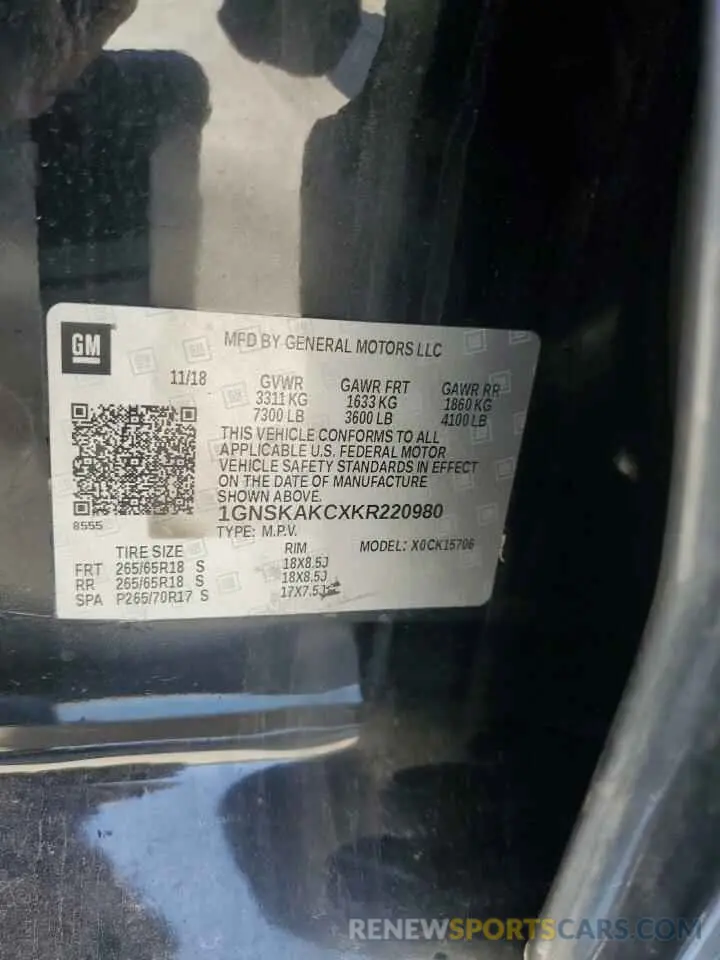 GM
MFD BY GENERAL MOTORS LLC
11/18 GVWR GAWR FRT GAWR RR
3311 KG 1633 KG 1860 KG
7300 LB 3600 LB 4100 LB
THIS VEHICLE CONFORMS TO ALL
APPLICABLE U.S. FEDERAL MOTOR
VEHICLE SAFETY STANDARDS IN EFFECT
ON THE DATE OF MANUFACTURE
SHOWN ABOVE.
8555
1GNSKAKCXKR220980
TYPE: M.P.V. MODEL: X0CK15706
TIRE SIZE RIM
FRT 265/65R18 S 18X8.5J
RR 265/65R18 S 18X8.5J
SPA P265/70R17 S 17X7.5J
RENEWSPORTSCARS.COM